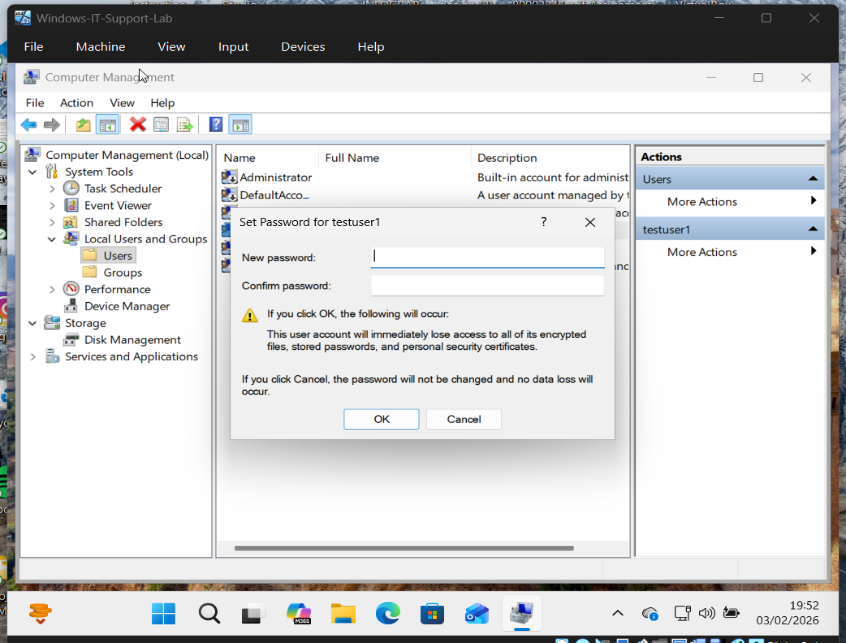 Windows-IT-Support-Lab
File Machine View Input Devices Help
Computer Management
File Action View Help
Computer Management (Local)
System Tools
Task Scheduler
Event Viewer
Shared Folders
Local Users and Groups
Users
Groups
Performance
Device Manager
Storage
Disk Management
Services and Applications
Name Full Name Description
Administrator Built-in account for administ
DefaultAcco... A user account managed by
Set Password for testuser1
New password:
Confirm password:
If you click OK, the following will occur:
This user account will immediately lose access to all of its encrypted
files, stored passwords, and personal security certificates.
If you click Cancel, the password will not be changed and no data loss will
occur.
OK Cancel
Actions
Users
More Actions
testuser1
More Actions
M365
19:52
03/02/2026